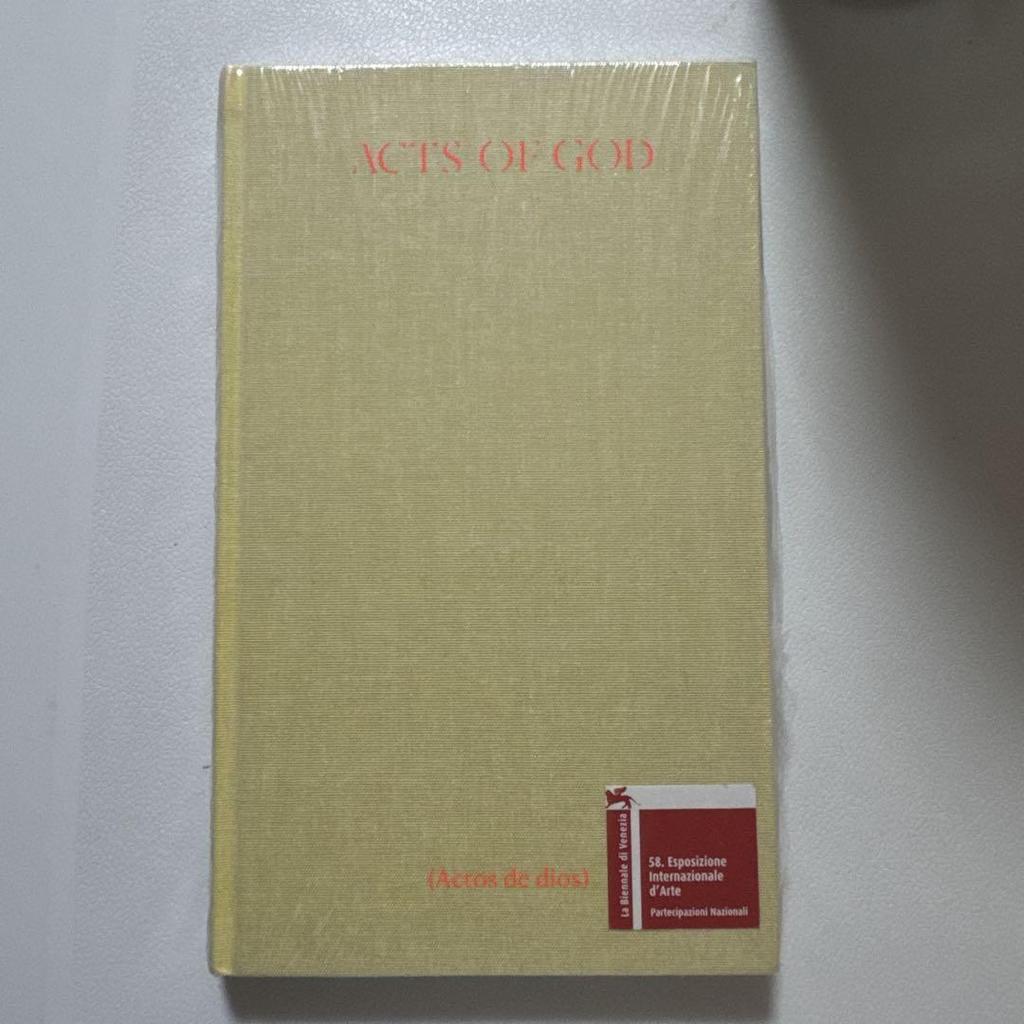 ACTS OF GOD
(Actos de dios)
La Biennale di Venezia
58. Esposizione
Internazionale
d'Arte
Partecipazioni Nazionali